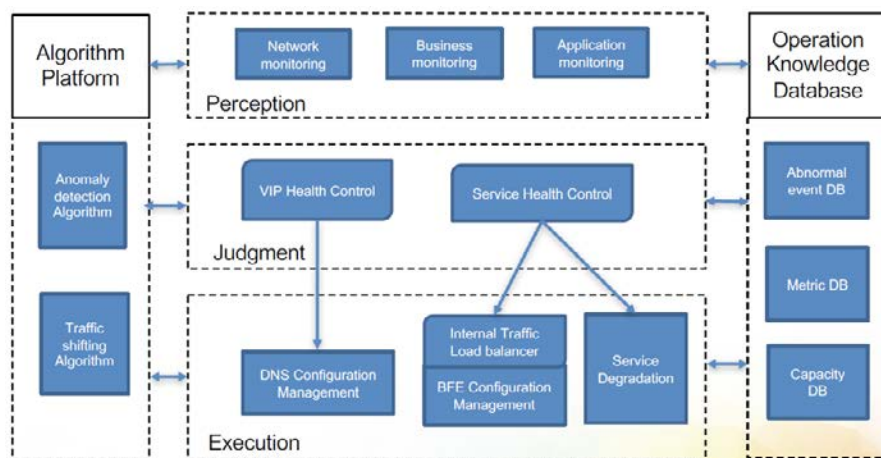 Algorithm
Platform
Network
monitoring
Business
monitoring
Application
monitoring
Perception
Operation
Knowledge
Database
Anomaly
detection
Algorithm
VIP Health Control
Service Health Control
Judgment
Abnormal
event DB
Metric DB
Traffic
shifting
Algorithm
DNS Configuration
Management
Internal Traffic
Load balancer
BFE Configuration
Management
Service
Degradation
Capacity
DB
Execution